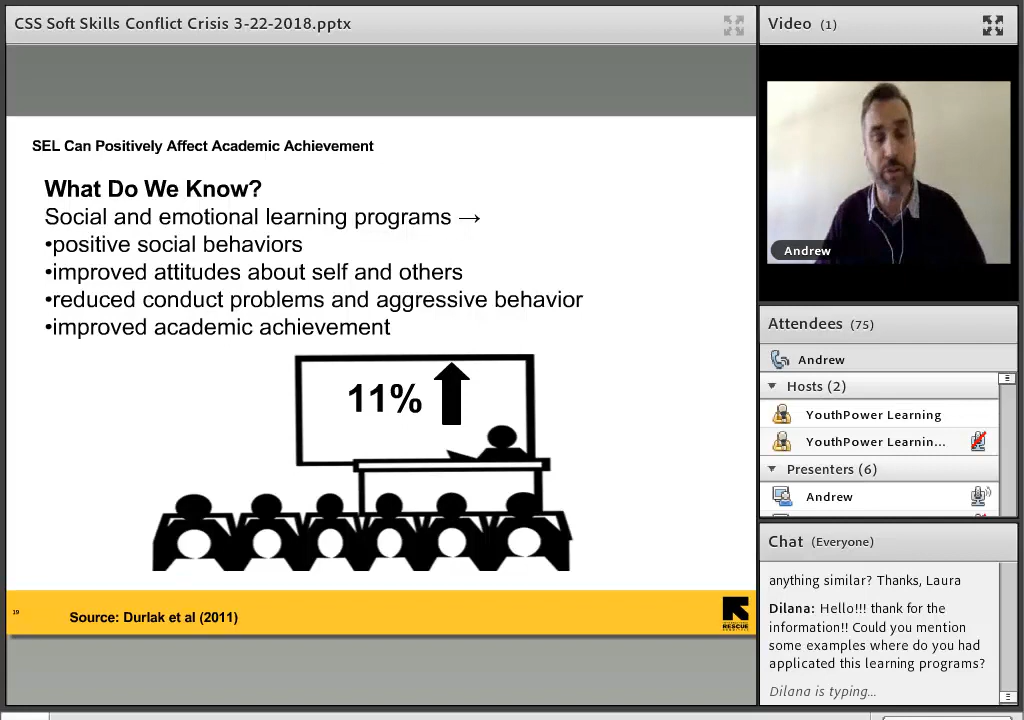 CSS Soft Skills Conflict Crisis 3-22-2018.pptx
SEL Can Positively Affect Academic Achievement
What Do We Know?
Social and emotional learning programs →
•positive social behaviors
•improved attitudes about self and others
•reduced conduct problems and aggressive behavior
•improved academic achievement
11%
19
Source: Durlak et al (2011)
RESCUE
Video (1)
Andrew
Attendees (75)
Andrew
Hosts (2)
YouthPower Learning
YouthPower Learnin...
Presenters (6)
Andrew
Chat (Everyone)
anything similar? Thanks, Laura
Dilana: Hello!!! thank for the
information!! Could you mention
some examples where do you had
applicated this learning programs?
Dilana is typing...